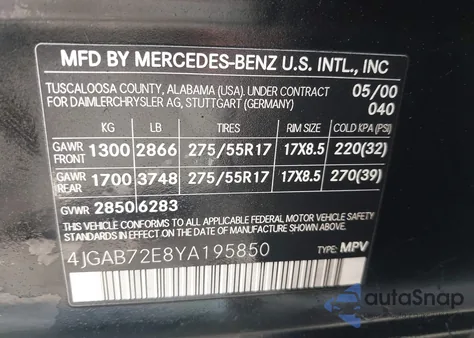 MFD BY MERCEDES-BENZ U.S. INTL., INC
TUSCALOOSA COUNTY, ALABAMA (USA). UNDER CONTRACT 05/00
FOR DAIMLERCHRYSLER AG, STUTTGART (GERMANY) 040
KG LB TIRES RIM SIZE COLD KPA (PSI)
GAWR FRONT 1300 2866 275/55R17 17X8.5 220(32)
GAWR REAR 1700 3748 275/55R17 17X8.5 270(39)
GVWR 2850 6283
THIS VEHICLE CONFORMS TO ALL APPLICABLE FEDERAL MOTOR VEHICLE
SAFETY STANDARDS IN EFFECT ON THE DATE OF MANUFACTURE SHOWN ABOVE.
4JGAB72E8YA195850 TYPE: MPV
autoSnap